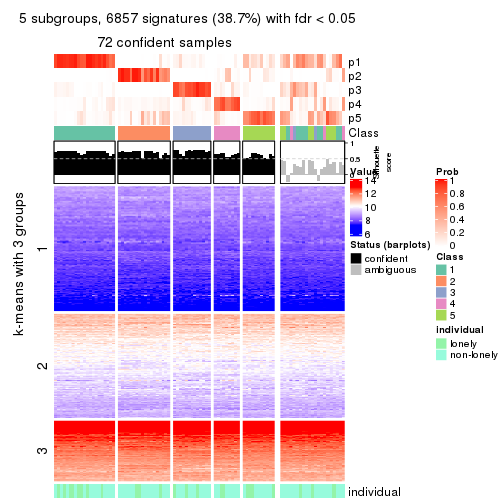 5 subgroups, 6857 signatures (38.7%) with fdr < 0.05
72 confident samples
p1
p2
p3
p4
p5
Class
1
0.5
0
silhouette
score
k-means with 3 groups
1
2
3
individual
Value
14
12
10
8
6
Status (barplots)
confident
ambiguous
Prob
1
0.8
0.6
0.4
0.2
0
Class
1
2
3
4
5
individual
lonely
non-lonely